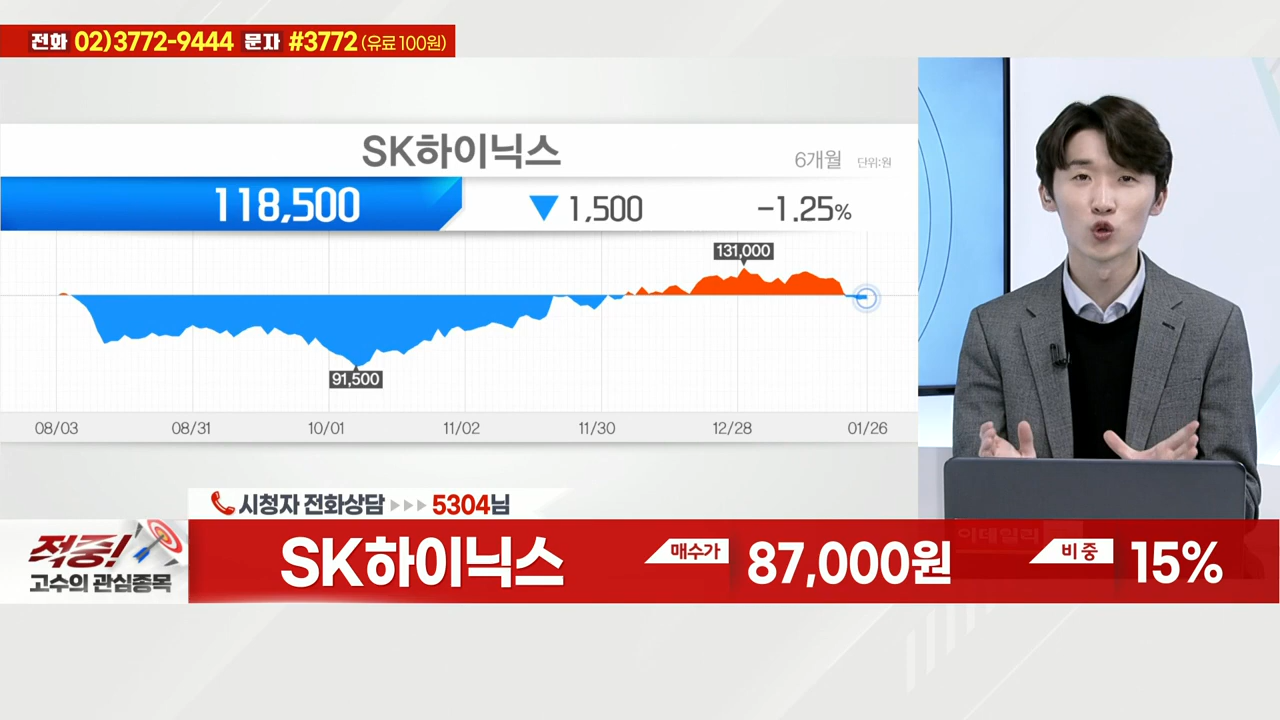 전화 02)3772-9444 문자 #3772 (유료 100원)
SK하이닉스
6개월 단위:원
118,500 ▼ 1,500 -1.25%
131,000
91,500
08/03 08/31 10/01 11/02 11/30 12/28 01/26
시청자 전화상담 ▶▶▶ 5304님
적중!
고수의 관심종목
SK하이닉스 매수가 87,000원 비중 15%
이데일리